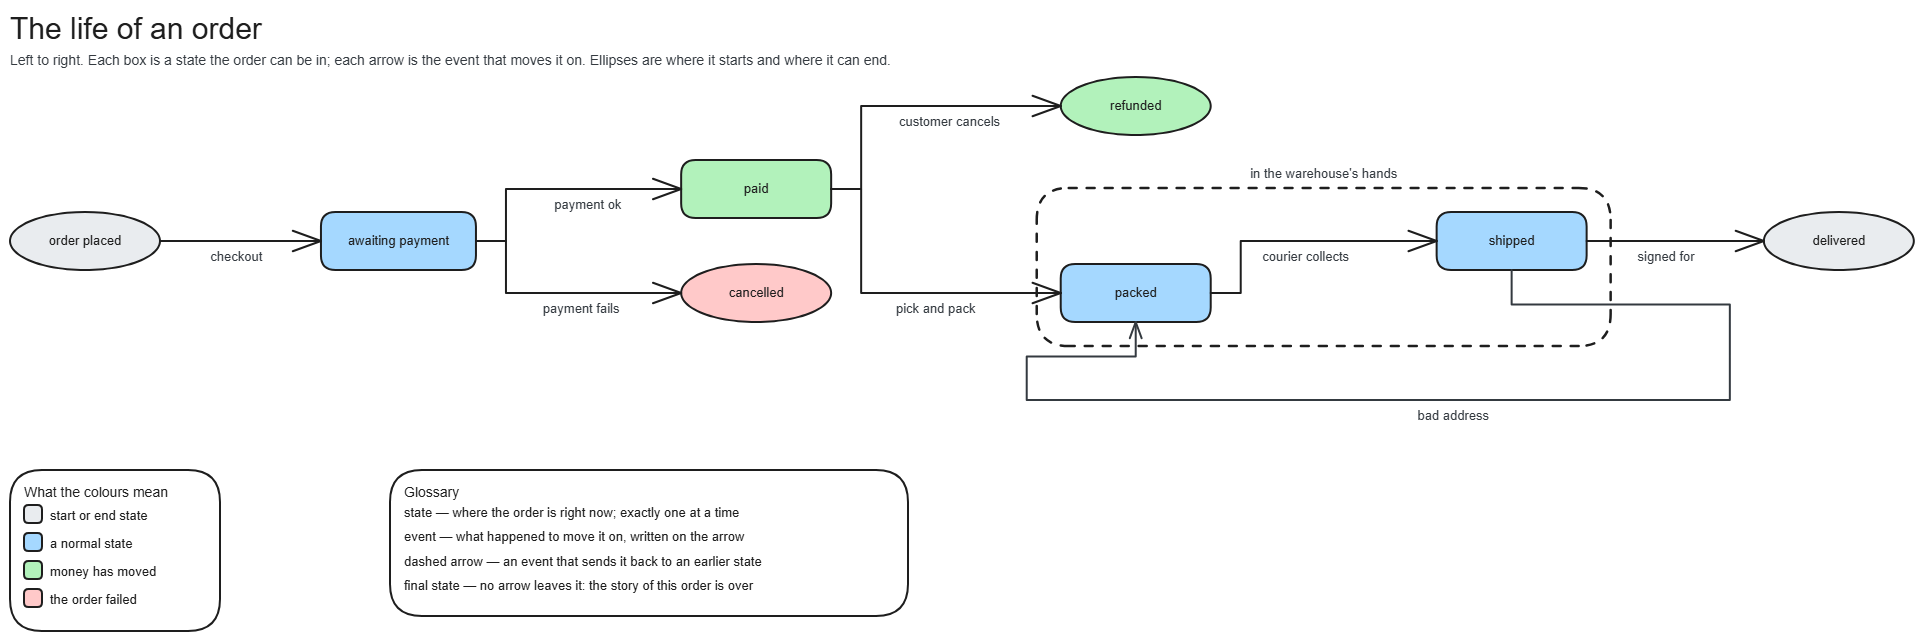 The life of an order
Left to right. Each box is a state the order can be in; each arrow is the event that moves it on. Ellipses are where it starts and where it can end.
refunded
customer cancels
in the warehouse's hands
paid
payment ok
order placed
checkout
awaiting payment
shipped
courier collects
delivered
signed for
cancelled
payment fails
packed
pick and pack
bad address
What the colours mean
start or end state
a normal state
money has moved
the order failed
Glossary
state — where the order is right now; exactly one at a time
event — what happened to move it on, written on the arrow
dashed arrow — an event that sends it back to an earlier state
final state — no arrow leaves it: the story of this order is over